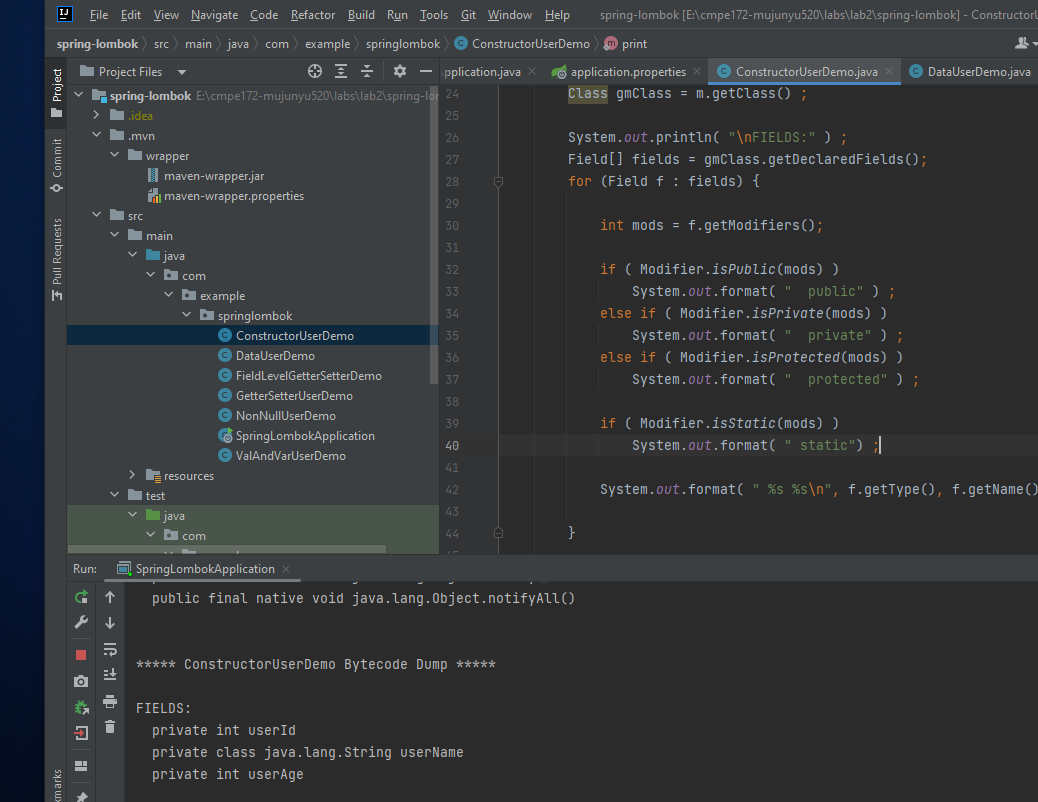 File Edit View Navigate Code Refactor Build Run Tools Git Window Help spring-lombok [E:\cmpe172-mujunyu520\labs\lab2\spring-lombok] - ConstructorU
spring-lombok src main java com example springlombok ConstructorUserDemo print
Project Files
pplication.java application.properties ConstructorUserDemo.java DataUserDemo.java
Project
Commit
Pull Requests
kmarks
spring-lombok E:\cmpe172-mujunyu520\labs\lab2\spring-lor
.idea
.mvn
wrapper
maven-wrapper.jar
maven-wrapper.properties
src
main
java
com
example
springlombok
ConstructorUserDemo
DataUserDemo
FieldLevelGetterSetterDemo
GetterSetterUserDemo
NonNullUserDemo
SpringLombokApplication
ValAndVarUserDemo
resources
test
java
com
24 Class gmClass = m.getClass() ;
25
26 System.out.println( "\nFIELDS:" ) ;
27 Field[] fields = gmClass.getDeclaredFields();
28 for (Field f : fields) {
29
30 int mods = f.getModifiers();
31
32 if ( Modifier.isPublic(mods) )
33 System.out.format( "  public" ) ;
34 else if ( Modifier.isPrivate(mods) )
35 System.out.format( "  private" ) ;
36 else if ( Modifier.isProtected(mods) )
37 System.out.format( "  protected" ) ;
38
39 if ( Modifier.isStatic(mods) )
40 System.out.format( " static") ;
41
42 System.out.format( " %s %s\n", f.getType(), f.getName()
43
44 }
Run: SpringLombokApplication
public final native void java.lang.Object.notifyAll()
***** ConstructorUserDemo Bytecode Dump *****
FIELDS:
private int userId
private class java.lang.String userName
private int userAge